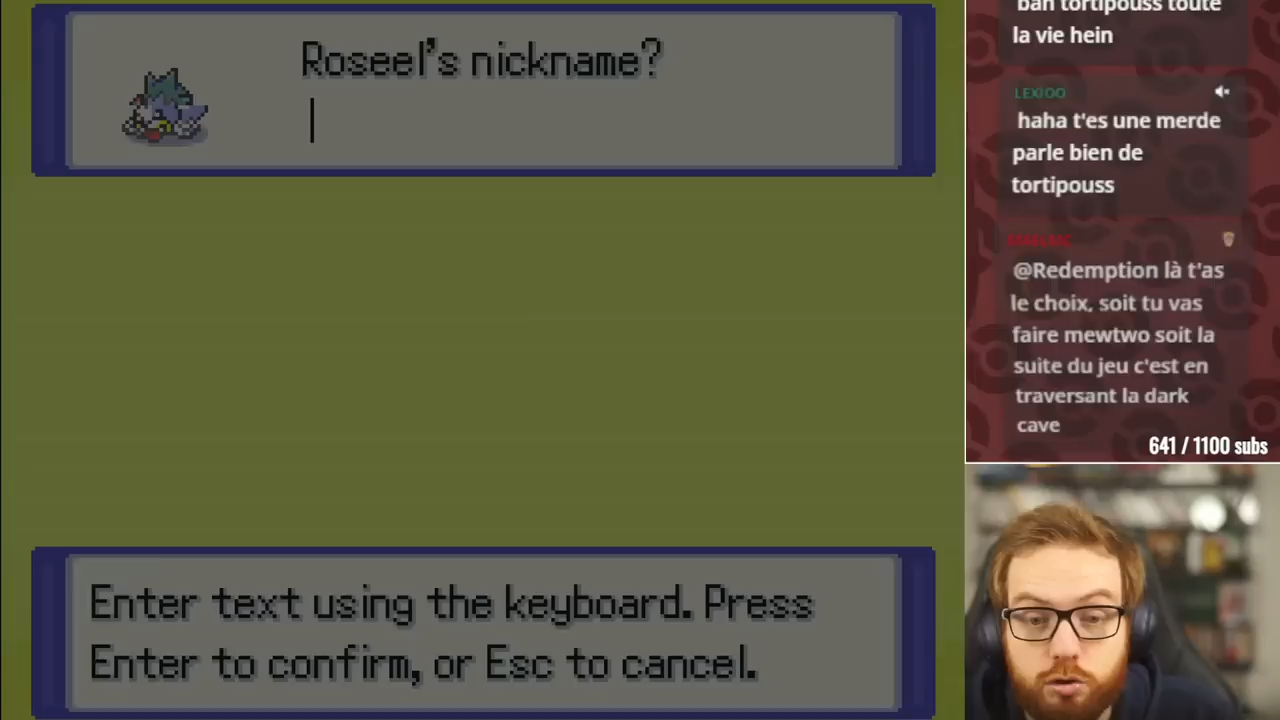 Roseel's nickname?
Enter text using the keyboard. Press
Enter to confirm, or Esc to cancel.
ban tortipouss toute
la vie hein
LEXIOO
haha t'es une merde
parle bien de
tortipouss
@Redemption là t'as
le choix, soit tu vas
faire mewtwo soit la
suite du jeu c'est en
traversant la dark
cave
641 / 1100 subs